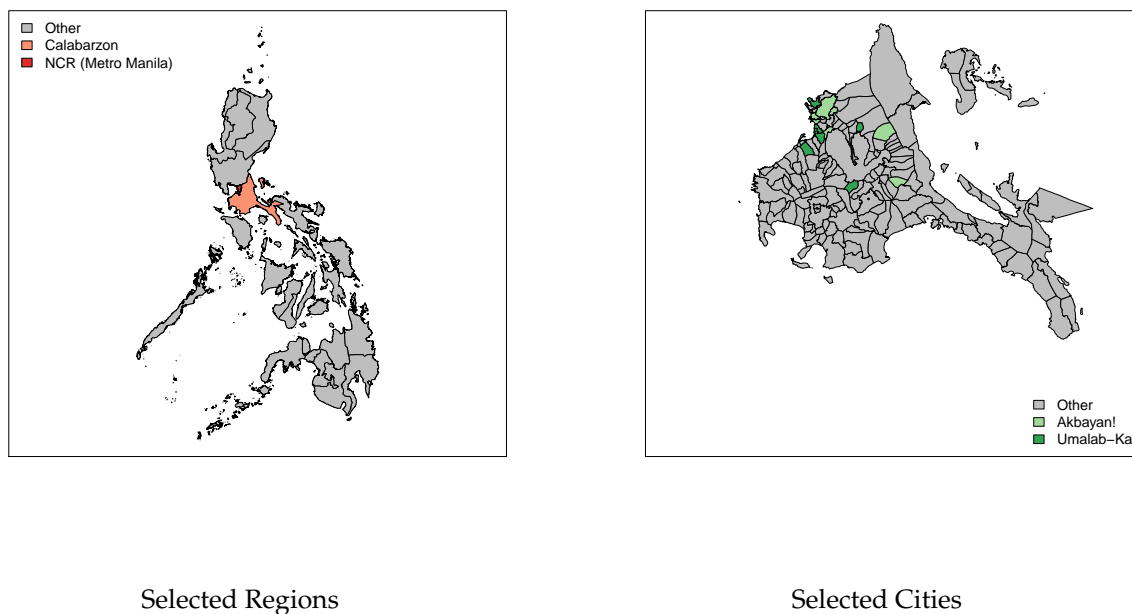 Other
Calabarzon
NCR (Metro Manila)
Other
Akbayan!
Umalab−Ka
Selected Regions
Selected Cities